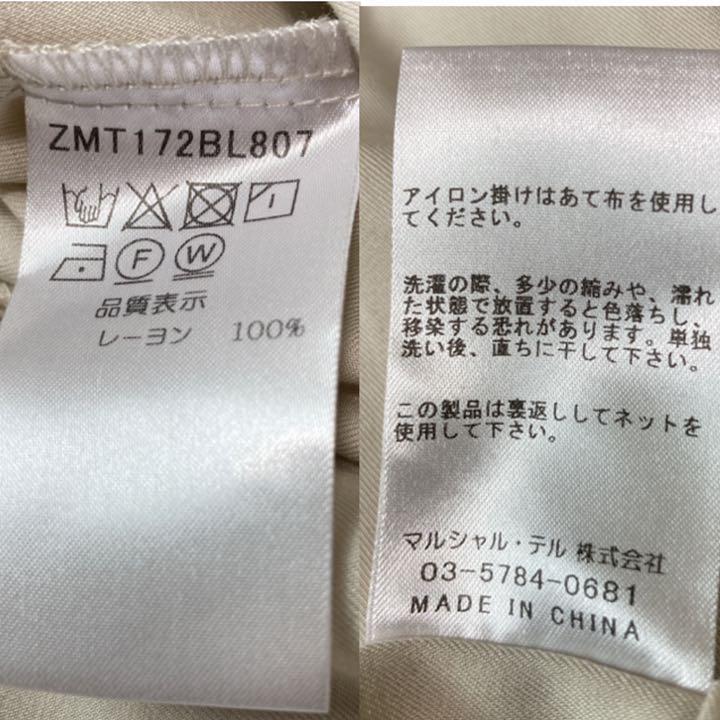 ZMT172BL807
F W
品質表示
レーヨン 100%
アイロン掛けはあて布を使用し
てください。
洗濯の際、多少の縮みや、濡れ
た状態で放置すると色落ちし、
移染する恐れがあります。単独
洗い後、直ちに干して下さい。
この製品は裏返ししてネットを
使用して下さい。
マルシャル・テル 株式会社
03-5784-0681
MADE IN CHINA